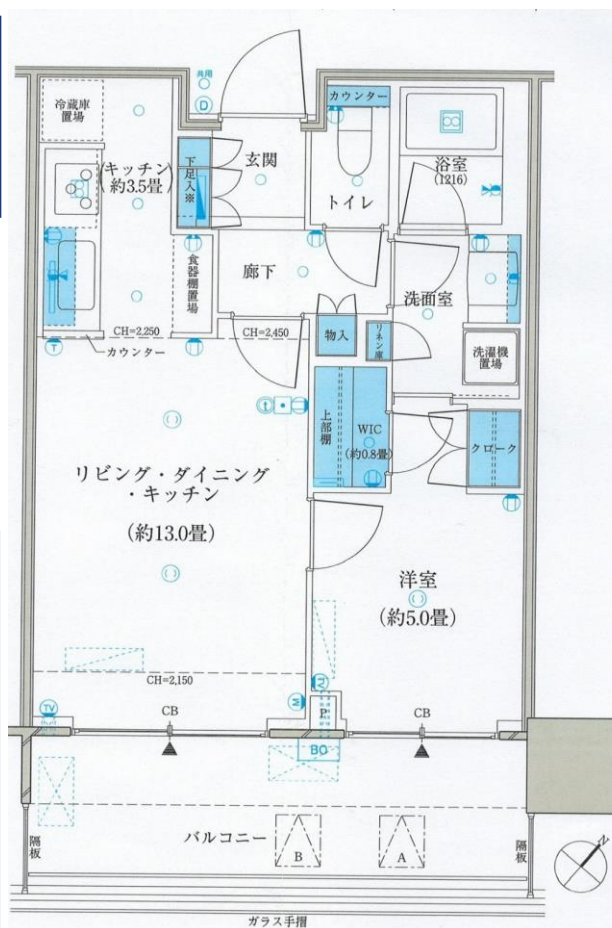 共用
D
冷蔵庫
置場
(キッチン)
約3.5畳
下足入※
玄関
カウンター
トイレ
浴室
(1216)
食器棚置場
廊下
洗面室
CH=2,250
CH=2,450
カウンター
T
物入
リネン庫
洗濯機
置場
上部棚
WIC
(約0.8畳)
クローク
リビング・ダイニング
・キッチン
(約13.0畳)
洋室
(約5.0畳)
CH=2,150
TV
CB
M
P
BO
CB
バルコニー
隔板
B
A
隔板
N
ガラス手摺